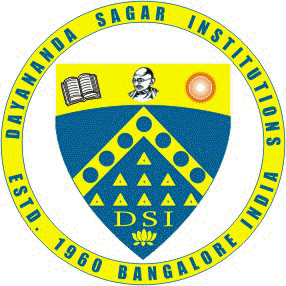 DAYANANDA SAGAR INSTITUTIONS
ESTD. 1960 BANGALORE INDIA
DSI